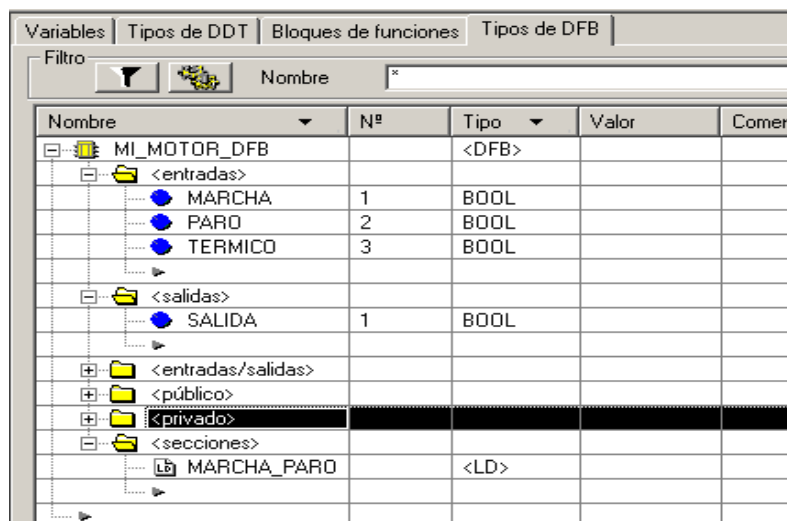 Variables Tipos de DDT Bloques de funciones Tipos de DFB
Filtro
Nombre *
Nombre Nº Tipo Valor Comer
MI_MOTOR_DFB <DFB>
<entradas>
MARCHA 1 BOOL
PARO 2 BOOL
TERMICO 3 BOOL
<salidas>
SALIDA 1 BOOL
<entradas/salidas>
<público>
<privado>
<secciones>
MARCHA_PARO <LD>